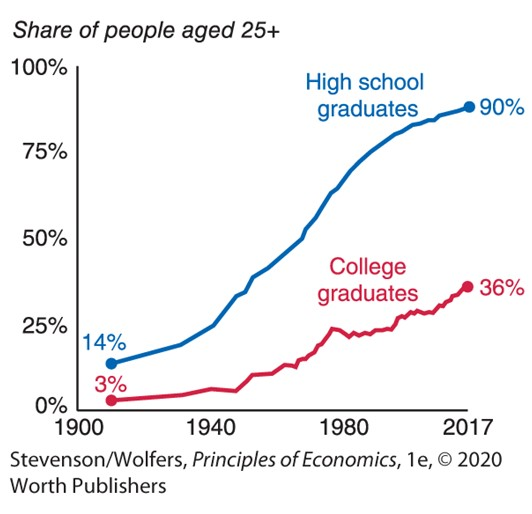 Share of people aged 25+
100%
75%
50%
25%
0%
High school
graduates
90%
College
graduates
36%
14%
3%
1900
1940
1980
2017
Stevenson/Wolfers, Principles of Economics, 1e, © 2020
Worth Publishers